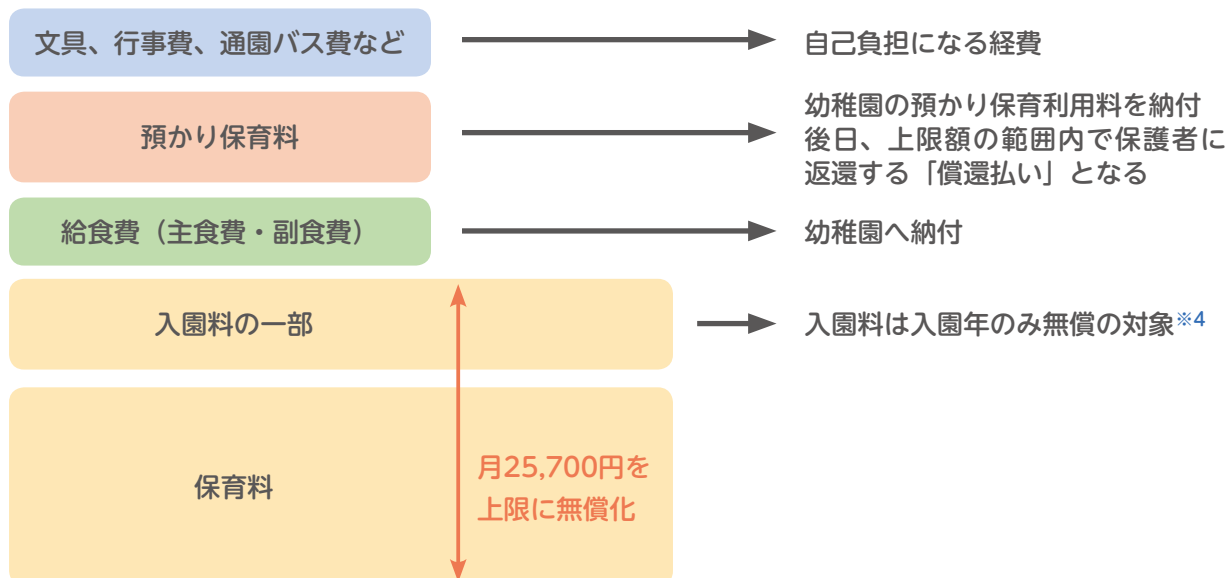 文具、行事費、通園バス費など
自己負担になる経費
預かり保育料
幼稚園の預かり保育利用料を納付
後日、上限額の範囲内で保護者に
返還する「償還払い」となる
給食費（主食費・副食費）
幼稚園へ納付
入園料の一部
入園料は入園年のみ無償の対象※4
保育料
月25,700円を
上限に無償化